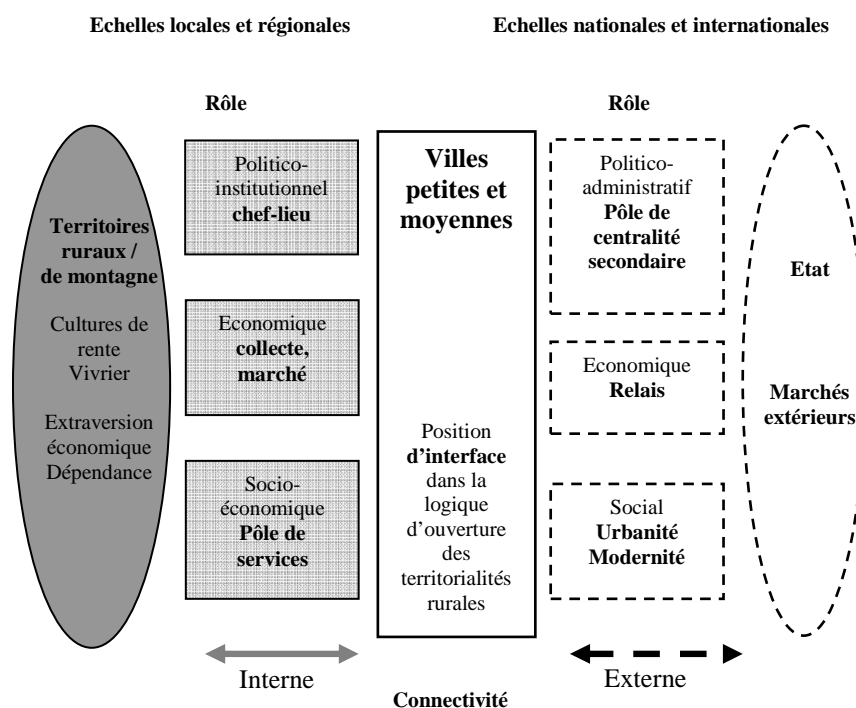 Echelles locales et régionales
Echelles nationales et internationales
Rôle
Rôle
Territoires
ruraux /
de montagne
Cultures de
rente
Vivrier
Extraversion
économique
Dépendance
Politico-
institutionnel
chef-lieu
Economique
collecte,
marché
Socio-
économique
Pôle de
services
Villes
petites et
moyennes
Position
d’interface
dans la
logique
d’ouverture
des
territorialités
rurales
Politico-
administratif
Pôle de
centralité
secondaire
Economique
Relais
Social
Urbanité
Modernité
Etat
Marchés
extérieurs
Interne
Externe
Connectivité